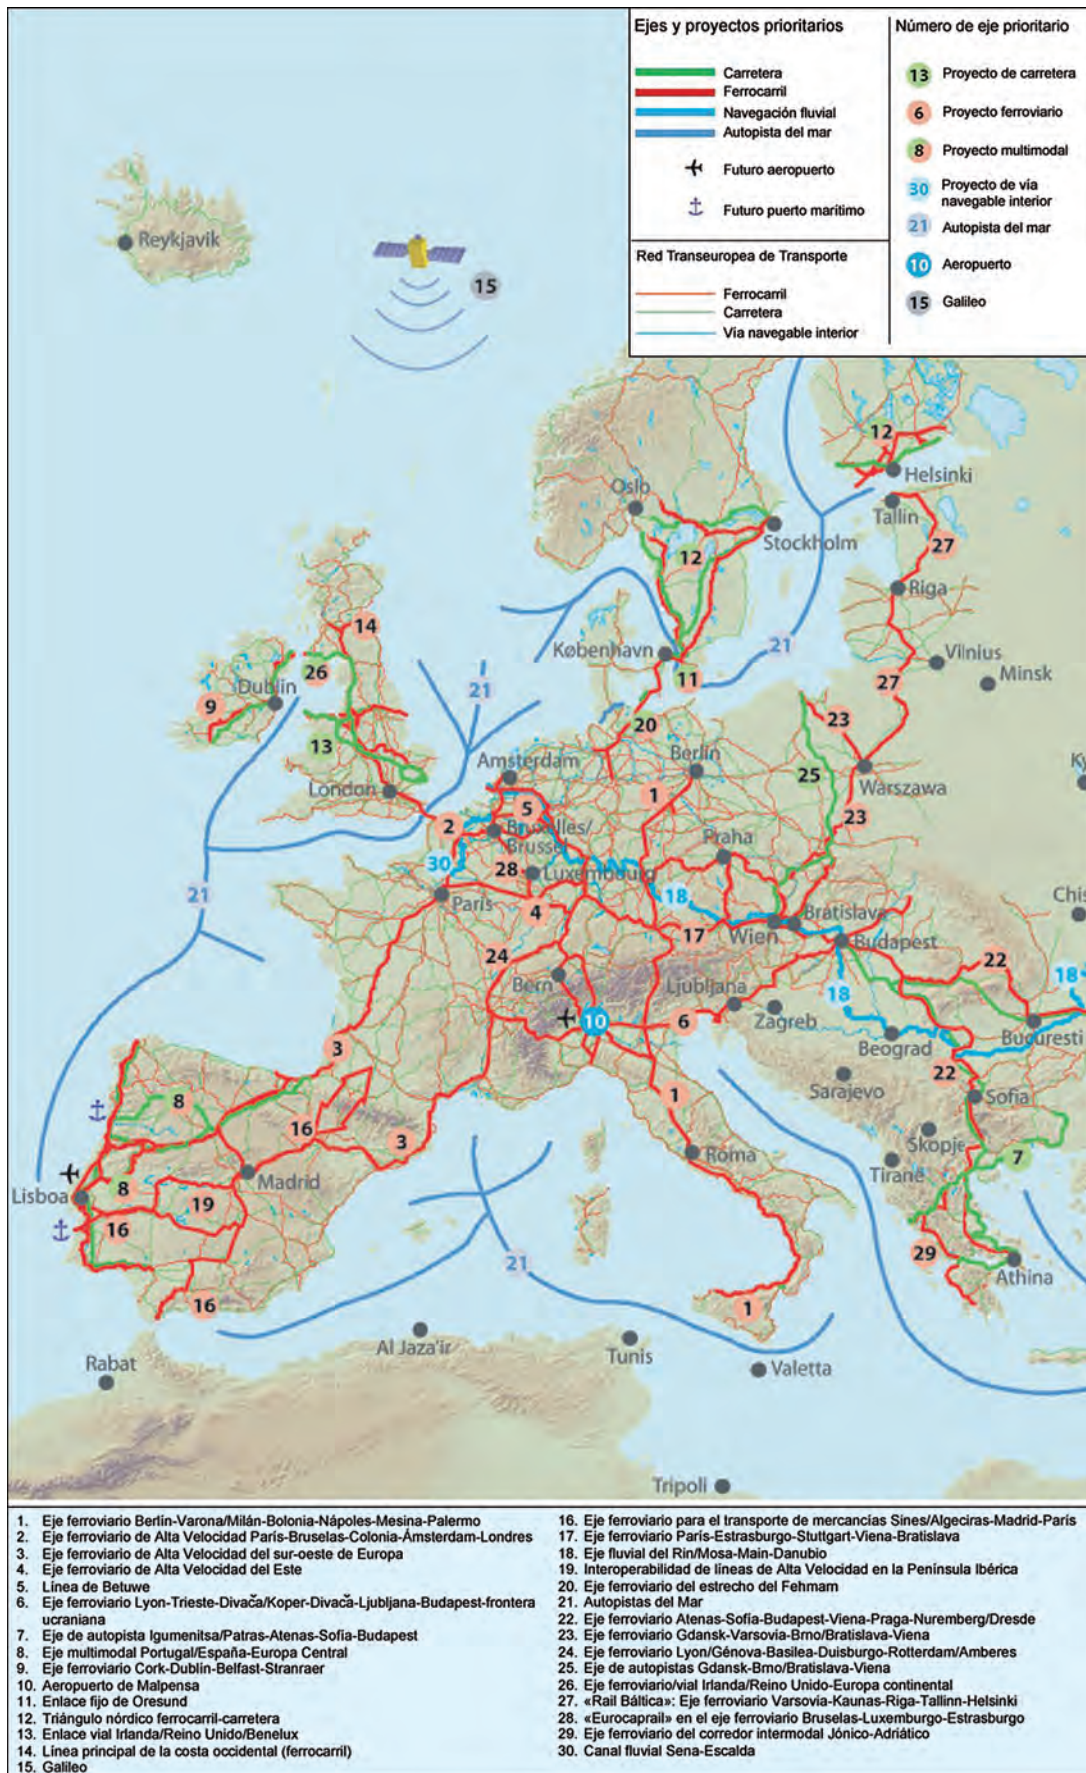 Ejes y proyectos prioritarios
Carretera
Ferrocarril
Navegación fluvial
Autopista del mar
Futuro aeropuerto
Futuro puerto marítimo
Red Transeuropea de Transporte
Ferrocarril
Carretera
Vía navegable interior
Número de eje prioritario
13 Proyecto de carretera
6 Proyecto ferroviario
8 Proyecto multimodal
30 Proyecto de vía
navegable interior
21 Autopista del mar
10 Aeropuerto
15 Galileo
Reykjavik
15
12
Helsinki
Oslo
Tallin
Stockholm
27
12
Riga
14
København
21
Vilnius
26
21
11
Minsk
Dublin
27
9
23
20
13
Amsterdam
Berlín
25
Warszawa
Ky
London
1
5
23
2
Bruxelles/
Brussel
Praha
30
28
Luxembourg
18
21
París
4
Bratislava
Chis
17
Wien
Budapest
24
22
Bern
18
Ljubljana
18
10
6
Zagreb
Bucuresti
3
Beograd
22
Sarajevo
8
1
Sofia
16
3
Skopje
Roma
7
Madrid
Tirane
8
19
Lisboa
16
29
21
Athina
16
1
Al Jaza'ir
Tunis
Rabat
Valetta
Tripoli
1. Eje ferroviario Berlín-Varona/Milán-Bolonia-Nápoles-Mesina-Palermo
2. Eje ferroviario de Alta Velocidad París-Bruselas-Colonia-Ámsterdam-Londres
3. Eje ferroviario de Alta Velocidad del sur-oeste de Europa
4. Eje ferroviario de Alta Velocidad del Este
5. Línea de Betuwe
6. Eje ferroviario Lyon-Trieste-Divača/Koper-Divača-Ljubljana-Budapest-frontera
ucraniana
7. Eje de autopista Igumenitsa/Patras-Atenas-Sofía-Budapest
8. Eje multimodal Portugal/España-Europa Central
9. Eje ferroviario Cork-Dublin-Belfast-Stranraer
10. Aeropuerto de Malpensa
11. Enlace fijo de Oresund
12. Triángulo nórdico ferrocarril-carretera
13. Enlace vial Irlanda/Reino Unido/Benelux
14. Línea principal de la costa occidental (ferrocarril)
15. Galileo
16. Eje ferroviario para el transporte de mercancías Sines/Algeciras-Madrid-París
17. Eje ferroviario París-Estrasburgo-Stuttgart-Viena-Bratislava
18. Eje fluvial del Rin/Mosa-Main-Danubio
19. Interoperabilidad de líneas de Alta Velocidad en la Península Ibérica
20. Eje ferroviario del estrecho del Fehmam
21. Autopistas del Mar
22. Eje ferroviario Atenas-Sofía-Budapest-Viena-Praga-Nuremberg/Dresde
23. Eje ferroviario Gdansk-Varsovia-Brno/Bratislava-Viena
24. Eje ferroviario Lyon/Génova-Basilea-Duisburgo-Rotterdam/Amberes
25. Eje de autopistas Gdansk-Brno/Bratislava-Viena
26. Eje ferroviario/vial Irlanda/Reino Unido-Europa continental
27. «Rail Báltica»: Eje ferroviario Varsovia-Kaunas-Riga-Tallinn-Helsinki
28. «Eurocaprail» en el eje ferroviario Bruselas-Luxemburgo-Estrasburgo
29. Eje ferroviario del corredor intermodal Jónico-Adriático
30. Canal fluvial Sena-Escalda